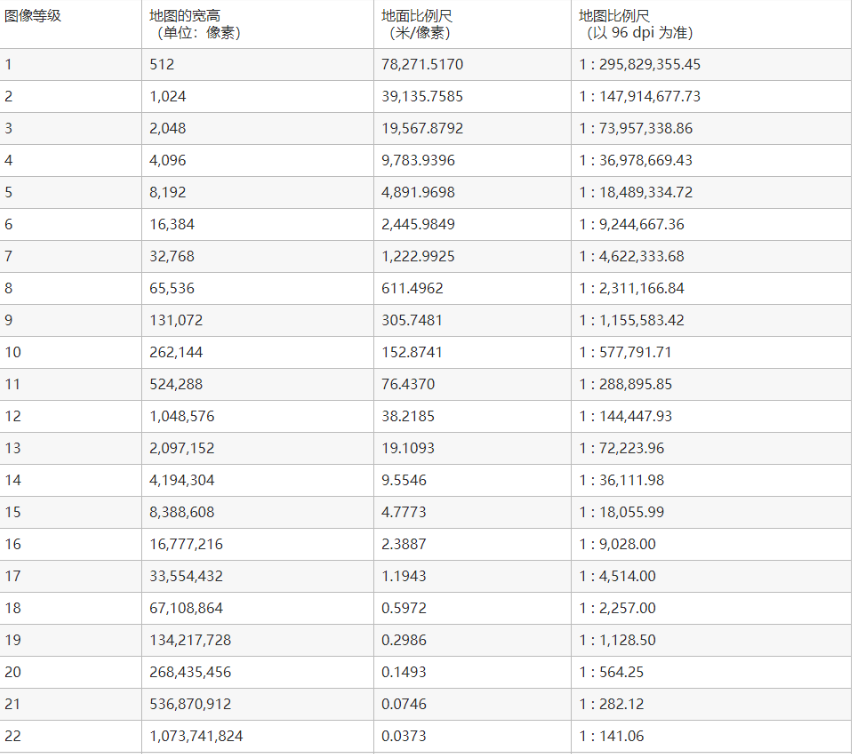 图像等级 地图的宽高 地面比例尺 地图比例尺
（单位：像素） （米/像素） （以 96 dpi 为准）
1 512 78,271.5170 1 : 295,829,355.45
2 1,024 39,135.7585 1 : 147,914,677.73
3 2,048 19,567.8792 1 : 73,957,338.86
4 4,096 9,783.9396 1 : 36,978,669.43
5 8,192 4,891.9698 1 : 18,489,334.72
6 16,384 2,445.9849 1 : 9,244,667.36
7 32,768 1,222.9925 1 : 4,622,333.68
8 65,536 611.4962 1 : 2,311,166.84
9 131,072 305.7481 1 : 1,155,583.42
10 262,144 152.8741 1 : 577,791.71
11 524,288 76.4370 1 : 288,895.85
12 1,048,576 38.2185 1 : 144,447.93
13 2,097,152 19.1093 1 : 72,223.96
14 4,194,304 9.5546 1 : 36,111.98
15 8,388,608 4.7773 1 : 18,055.99
16 16,777,216 2.3887 1 : 9,028.00
17 33,554,432 1.1943 1 : 4,514.00
18 67,108,864 0.5972 1 : 2,257.00
19 134,217,728 0.2986 1 : 1,128.50
20 268,435,456 0.1493 1 : 564.25
21 536,870,912 0.0746 1 : 282.12
22 1,073,741,824 0.0373 1 : 141.06